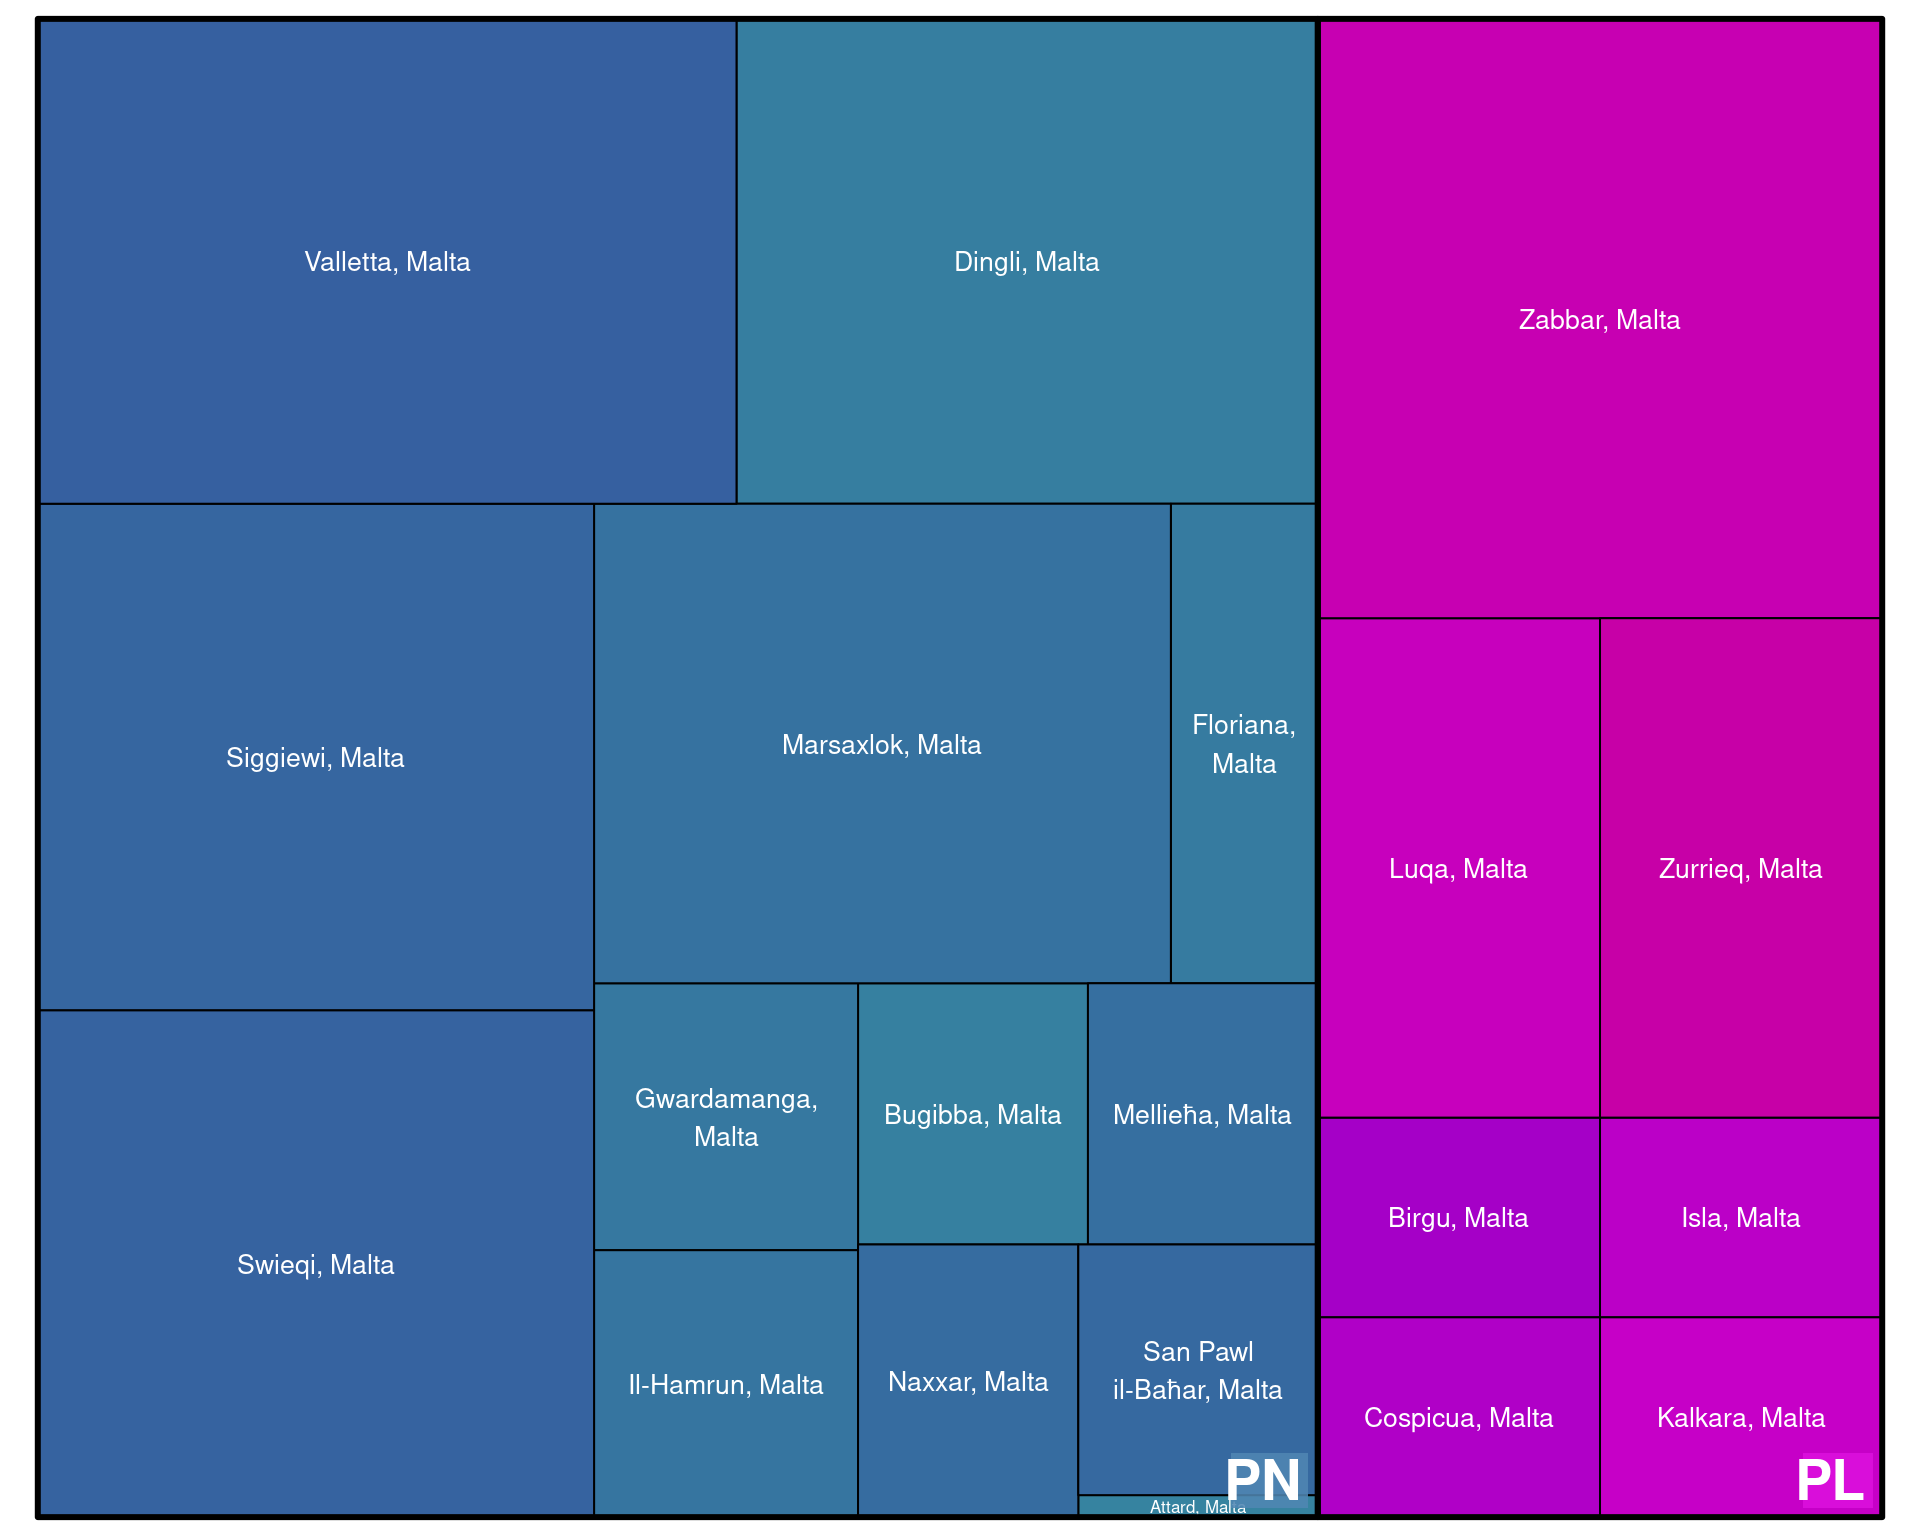 Valletta, Malta
Dingli, Malta
Zabbar, Malta
Siggiewi, Malta
Marsaxlok, Malta
Floriana,
Malta
Luqa, Malta
Zurrieq, Malta
Swieqi, Malta
Gwardamanga,
Malta
Bugibba, Malta
Mellieħa, Malta
Birgu, Malta
Isla, Malta
Il-Hamrun, Malta
Naxxar, Malta
San Pawl
il-Baħar, Malta
Cospicua, Malta
Kalkara, Malta
PN
PL
Attard, Malta